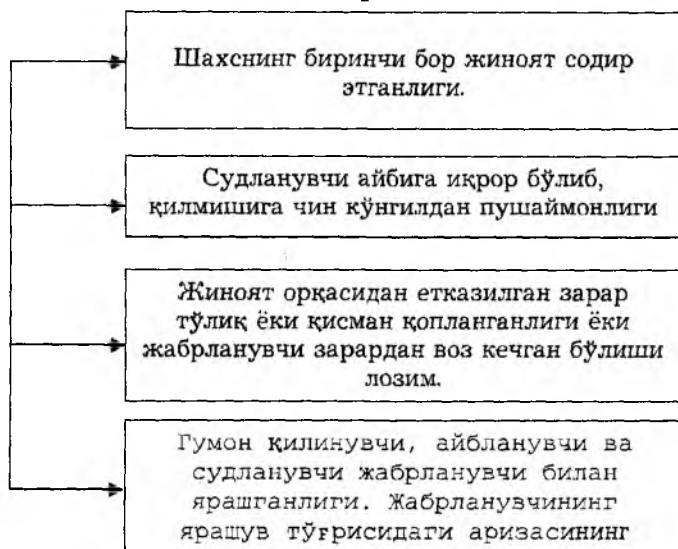 Шахснинг биринчи бор жиноят содир
этганлиги.
Судланувчи айбига иқрор бўлиб,
қилмишига чин кўнгилдан пушаймонлиги
Жиноят орқасидан етказилган зарар
тўлиқ ёки қисман қопланганлиги ёки
жабрланувчи зарардан воз кечган бўлиши
лозим.
Гумон қилинувчи, айбланувчи ва
судланувчи жабрланувчи билан
ярашганлиги. Жабрланувчининг
ярашув тўғрисидаги аризасининг